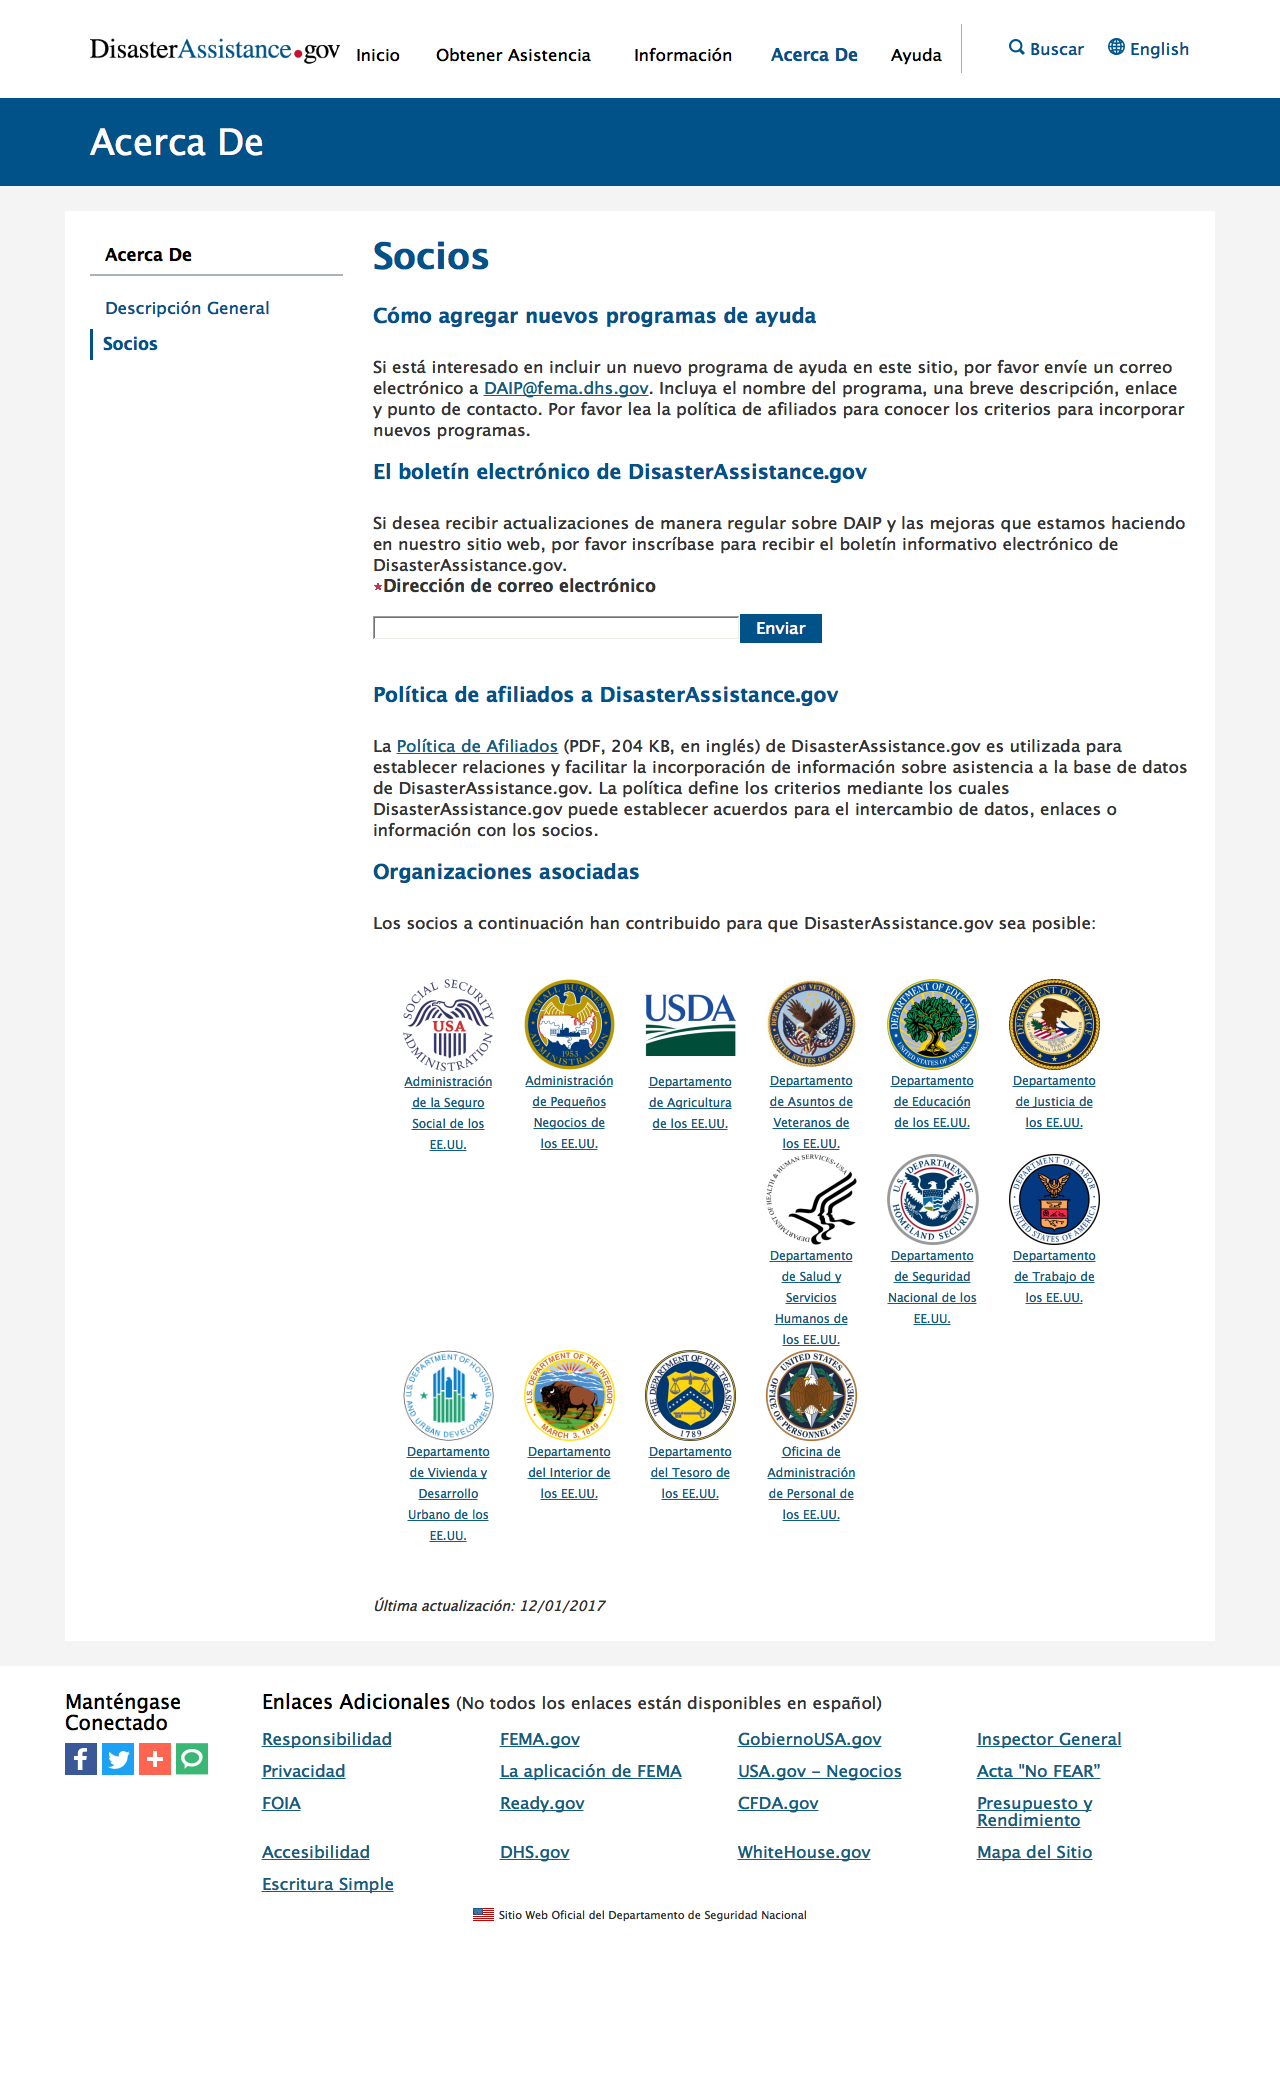 DisasterAssistance.gov
Inicio Obtener Asistencia Información Acerca De Ayuda Buscar English
Acerca De
Acerca De
Descripción General
Socios
Socios
Cómo agregar nuevos programas de ayuda
Si está interesado en incluir un nuevo programa de ayuda en este sitio, por favor envíe un correo
electrónico a DAIP@fema.dhs.gov. Incluya el nombre del programa, una breve descripción, enlace
y punto de contacto. Por favor lea la política de afiliados para conocer los criterios para incorporar
nuevos programas.
El boletín electrónico de DisasterAssistance.gov
Si desea recibir actualizaciones de manera regular sobre DAIP y las mejoras que estamos haciendo
en nuestro sitio web, por favor inscríbase para recibir el boletín informativo electrónico de
DisasterAssistance.gov.
*Dirección de correo electrónico
Enviar
Política de afiliados a DisasterAssistance.gov
La Política de Afiliados (PDF, 204 KB, en inglés) de DisasterAssistance.gov es utilizada para
establecer relaciones y facilitar la incorporación de información sobre asistencia a la base de datos
de DisasterAssistance.gov. La política define los criterios mediante los cuales
DisasterAssistance.gov puede establecer acuerdos para el intercambio de datos, enlaces o
información con los socios.
Organizaciones asociadas
Los socios a continuación han contribuido para que DisasterAssistance.gov sea posible:
SOCIAL SECURITY ADMINISTRATION USA
Administración
de la Seguro
Social de los
EE.UU.
SMALL BUSINESS ADMINISTRATION 1953
Administración
de Pequeños
Negocios de
los EE.UU.
USDA
Departamento
de Agricultura
de los EE.UU.
DEPARTMENT OF VETERANS AFFAIRS UNITED STATES OF AMERICA
Departamento
de Asuntos de
Veteranos de
los EE.UU.
DEPARTMENT OF EDUCATION UNITED STATES OF AMERICA
Departamento
de Educación
de los EE.UU.
DEPARTMENT OF JUSTICE
Departamento
de Justicia de
los EE.UU.
DEPARTMENT OF HEALTH & HUMAN SERVICES • USA
Departamento
de Salud y
Servicios
Humanos de
los EE.UU.
U.S. DEPARTMENT OF HOMELAND SECURITY
Departamento
de Seguridad
Nacional de los
EE.UU.
DEPARTMENT OF LABOR UNITED STATES OF AMERICA
Departamento
de Trabajo de
los EE.UU.
U.S. DEPARTMENT OF HOUSING AND URBAN DEVELOPMENT
Departamento
de Vivienda y
Desarrollo
Urbano de los
EE.UU.
U.S. DEPARTMENT OF THE INTERIOR MARCH 3, 1849
Departamento
del Interior de
los EE.UU.
THE DEPARTMENT OF THE TREASURY 1789
Departamento
del Tesoro de
los EE.UU.
UNITED STATES OFFICE OF PERSONNEL MANAGEMENT
Oficina de
Administración
de Personal de
los EE.UU.
Última actualización: 12/01/2017
Manténgase
Conectado
Enlaces Adicionales (No todos los enlaces están disponibles en español)
Responsibilidad FEMA.gov GobiernoUSA.gov Inspector General
Privacidad La aplicación de FEMA USA.gov – Negocios Acta "No FEAR”
FOIA Ready.gov CFDA.gov Presupuesto y
Rendimiento
Accesibilidad DHS.gov WhiteHouse.gov Mapa del Sitio
Escritura Simple
Sitio Web Oficial del Departamento de Seguridad Nacional